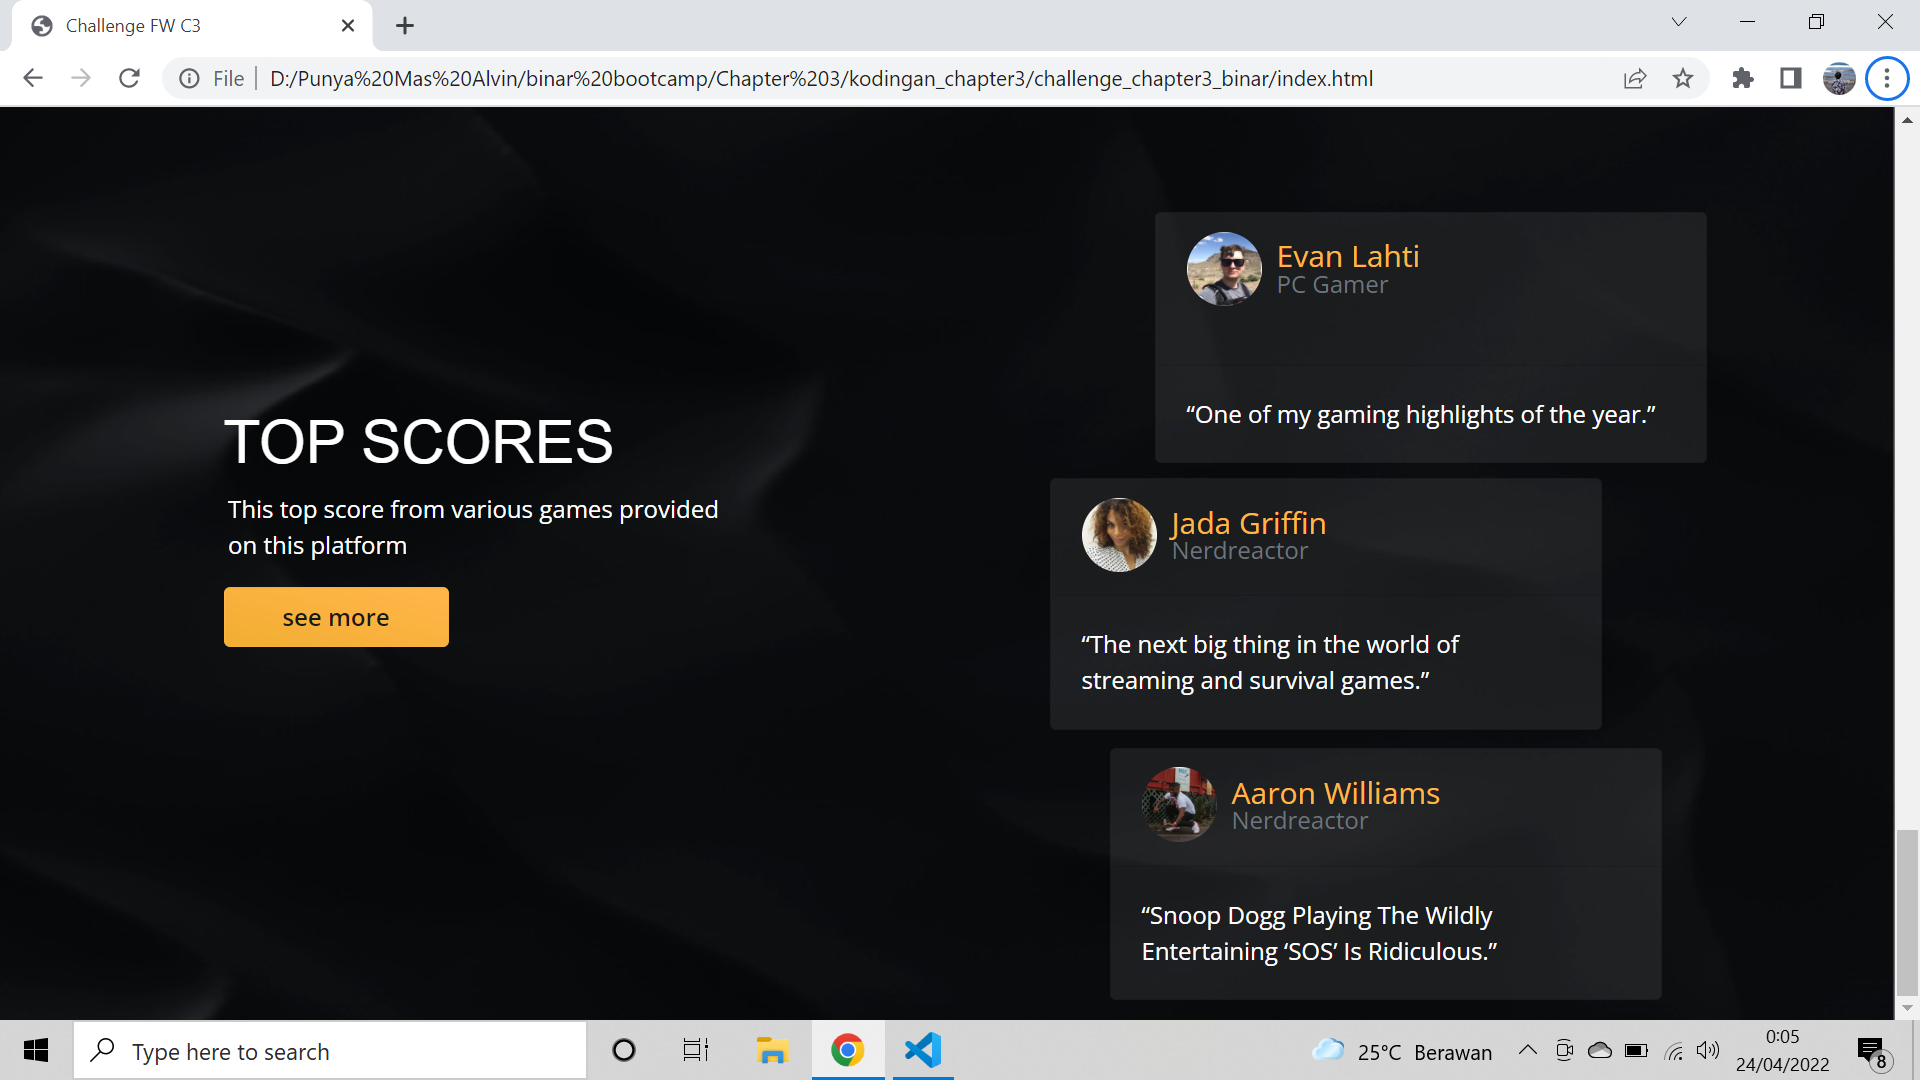 Challenge FW C3
File
D:/Punya%20Mas%20Alvin/binar%20bootcamp/Chapter%203/kodingan_chapter3/challenge_chapter3_binar/index.html
Evan Lahti
PC Gamer
“One of my gaming highlights of the year.”
TOP SCORES
This top score from various games provided
on this platform
see more
Jada Griffin
Nerdreactor
“The next big thing in the world of
streaming and survival games.”
Aaron Williams
Nerdreactor
“Snoop Dogg Playing The Wildly
Entertaining ‘SOS’ Is Ridiculous.”
Type here to search
25°C Berawan
0:05
24/04/2022
8